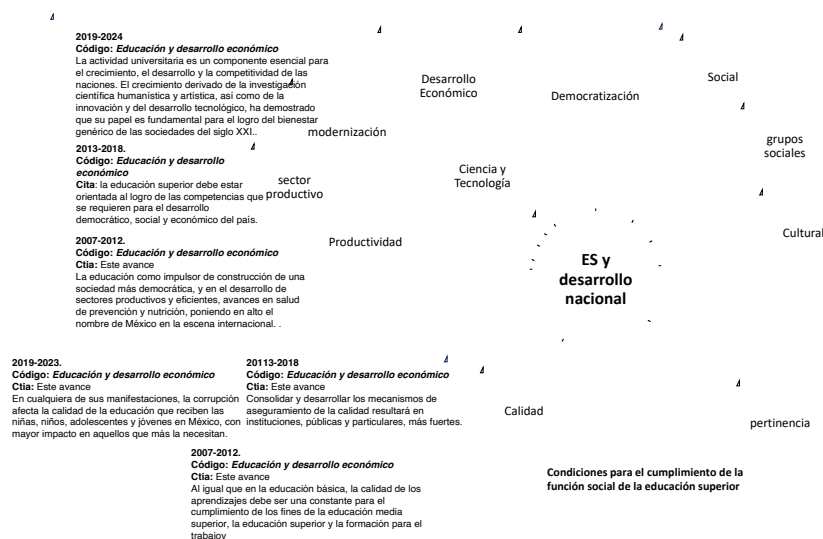 2019-2024
Código: Educación y desarrollo económico
La actividad universitaria es un componente esencial para
el crecimiento, el desarrollo y la competitividad de las
naciones. El crecimiento derivado de la investigación
científica humanística y artística, así como de la
innovación y del desarrollo tecnológico, ha demostrado
que su papel es fundamental para el logro del bienestar
genérico de las sociedades del siglo XXI..
2013-2018.
Código: Educación y desarrollo
económico
Cita: la educación superior debe estar
orientada al logro de las competencias que
se requieren para el desarrollo
democrático, social y económico del país.
2007-2012.
Código: Educación y desarrollo económico
Ctia: Este avance
La educación como impulsor de construcción de una
sociedad más democrática, y en el desarrollo de
sectores productivos y eficientes, avances en salud
de prevención y nutrición, poniendo en alto el
nombre de México en la escena internacional. .
Desarrollo
Económico
Democratización
Social
modernización
grupos
sociales
sector
productivo
Ciencia y
Tecnología
Productividad
Cultural
ES y
desarrollo
nacional
2019-2023.
Código: Educación y desarrollo económico
Ctia: Este avance
En cualquiera de sus manifestaciones, la corrupción
afecta la calidad de la educación que reciben las
niñas, niños, adolescentes y jóvenes en México, con
mayor impacto en aquellos que más la necesitan.
20113-2018
Código: Educación y desarrollo económico
Ctia: Este avance
Consolidar y desarrollar los mecanismos de
aseguramiento de la calidad resultará en
instituciones, públicas y particulares, más fuertes.
Calidad
pertinencia
2007-2012.
Código: Educación y desarrollo económico
Ctia: Este avance
Al igual que en la educación básica, la calidad de los
aprendizajes debe ser una constante para el
cumplimiento de los fines de la educación media
superior, la educación superior y la formación para el
trabajov
Condiciones para el cumplimiento de la
función social de la educación superior